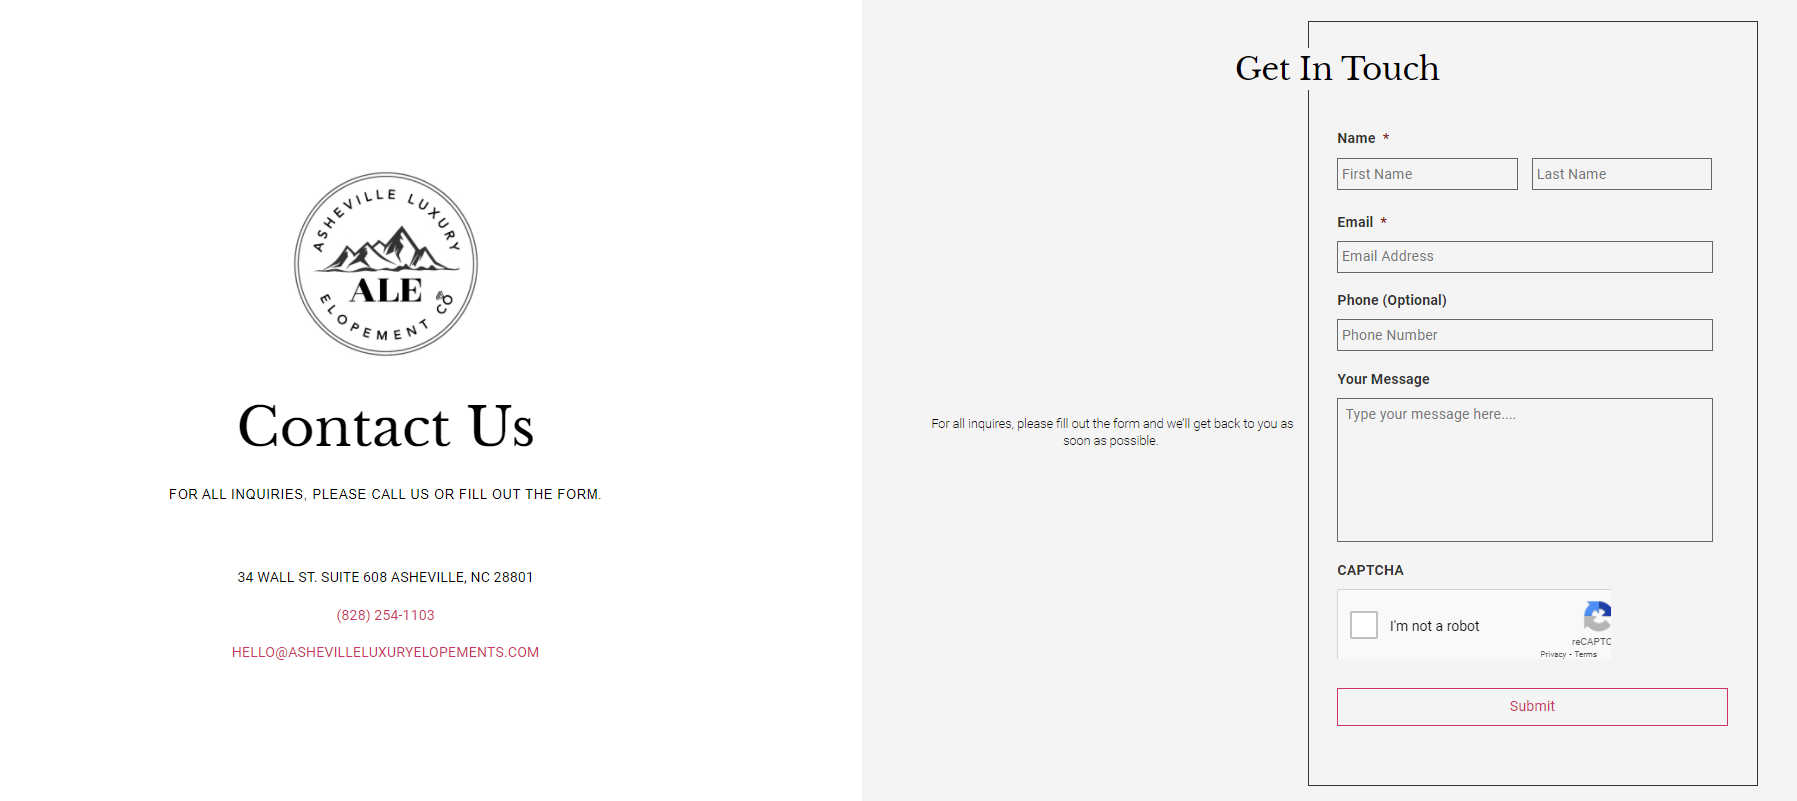 ASHEVILLE LUXURY
ALE
ELOPEMENT CO
Contact Us
FOR ALL INQUIRIES, PLEASE CALL US OR FILL OUT THE FORM.
34 WALL ST. SUITE 608 ASHEVILLE, NC 28801
(828) 254-1103
HELLO@ASHEVILLELUXURYELOPEMENTS.COM
For all inquires, please fill out the form and we'll get back to you as
soon as possible.
Get In Touch
Name *
First Name Last Name
Email *
Email Address
Phone (Optional)
Phone Number
Your Message
Type your message here....
CAPTCHA
I'm not a robot
reCAPTC
Privacy - Terms
Submit